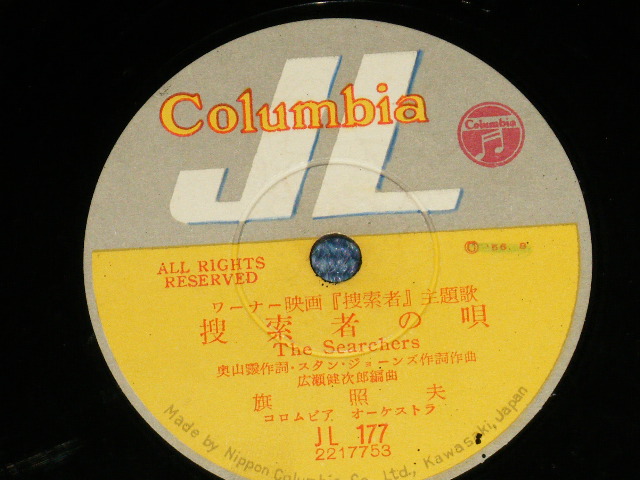 JL
Columbia
Columbia
ALL RIGHTS
RESERVED
ワーナー映画『捜索者』主題歌
捜索者の唄
The Searchers
奥山靉作詞・スタン・ジョーンズ作詞作曲
広瀬健次郎編曲
旗照夫
コロムビア オーケストラ
JL 177
2217753
Made by Nippon Columbia Co., Ltd., Kawasaki, Japan